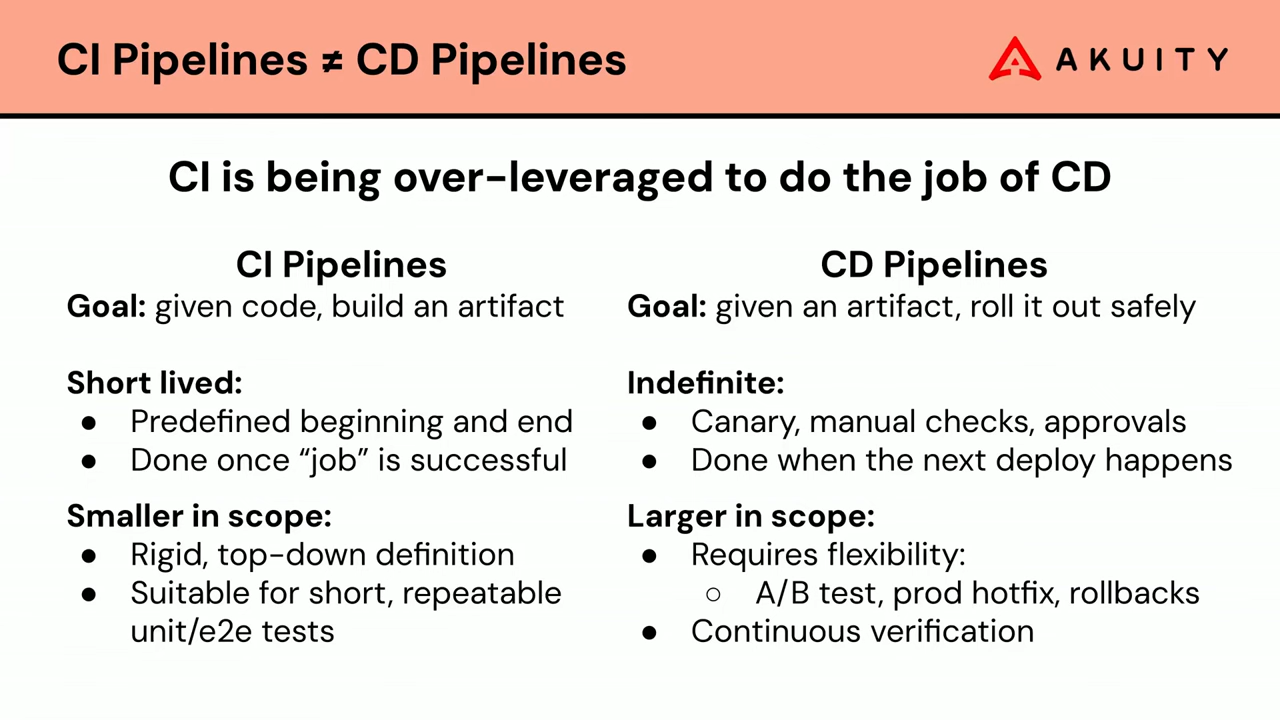 CI Pipelines ≠ CD Pipelines
AKUITY
CI is being over-leveraged to do the job of CD
CI Pipelines
Goal: given code, build an artifact
Short lived:
● Predefined beginning and end
● Done once “job” is successful
Smaller in scope:
● Rigid, top-down definition
● Suitable for short, repeatable
unit/e2e tests
CD Pipelines
Goal: given an artifact, roll it out safely
Indefinite:
● Canary, manual checks, approvals
● Done when the next deploy happens
Larger in scope:
● Requires flexibility:
○ A/B test, prod hotfix, rollbacks
● Continuous verification